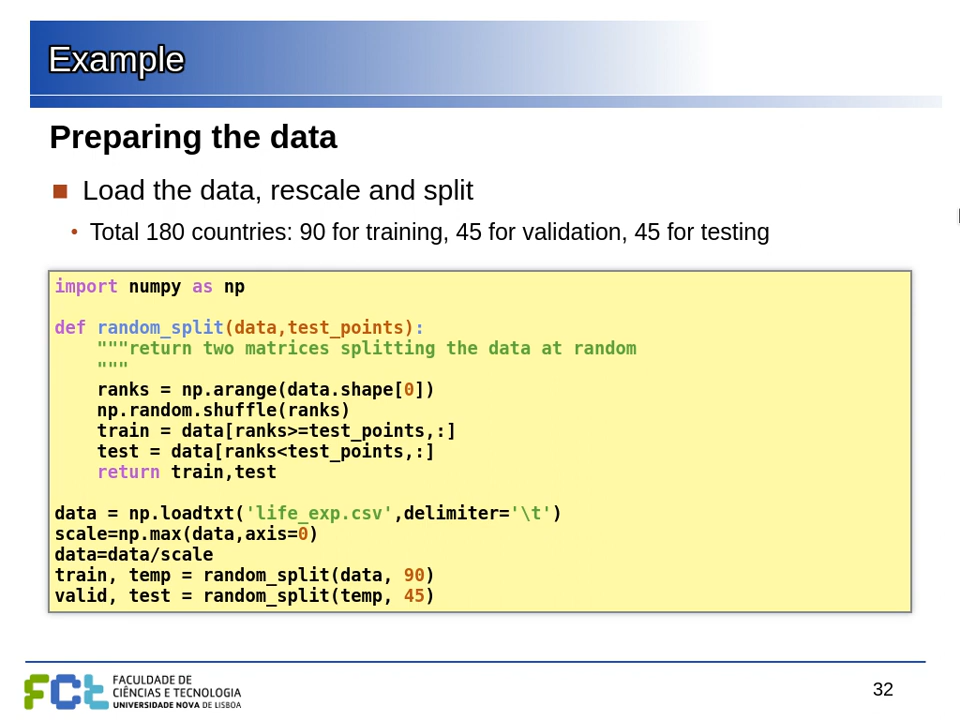 Example
Preparing the data
Load the data, rescale and split
• Total 180 countries: 90 for training, 45 for validation, 45 for testing
import numpy as np
def random_split(data,test_points):
    """return two matrices splitting the data at random
    """
    ranks = np.arange(data.shape[0])
    np.random.shuffle(ranks)
    train = data[ranks>=test_points,:]
    test = data[ranks<test_points,:]
    return train,test
data = np.loadtxt('life_exp.csv',delimiter='\t')
scale=np.max(data,axis=0)
data=data/scale
train, temp = random_split(data, 90)
valid, test = random_split(temp, 45)
FCT
FACULDADE DE
CIÊNCIAS E TECNOLOGIA
UNIVERSIDADE NOVA DE LISBOA
32